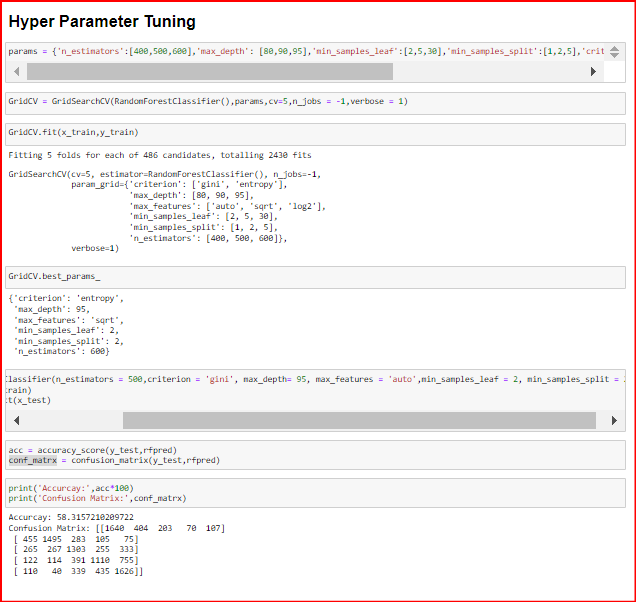 Hyper Parameter Tuning
params = {'n_estimators':[400,500,600],'max_depth': [80,90,95],'min_samples_leaf':[2,5,30],'min_samples_split':[1,2,5],'crit
GridCV = GridSearchCV(RandomForestClassifier(),params,cv=5,n_jobs = -1,verbose = 1)
GridCV.fit(x_train,y_train)
Fitting 5 folds for each of 486 candidates, totalling 2430 fits
GridSearchCV(cv=5, estimator=RandomForestClassifier(), n_jobs=-1,
param_grid={'criterion': ['gini', 'entropy'],
'max_depth': [80, 90, 95],
'max_features': ['auto', 'sqrt', 'log2'],
'min_samples_leaf': [2, 5, 30],
'min_samples_split': [1, 2, 5],
'n_estimators': [400, 500, 600]},
verbose=1)
GridCV.best_params_
{'criterion': 'entropy',
'max_depth': 95,
'max_features': 'sqrt',
'min_samples_leaf': 2,
'min_samples_split': 2,
'n_estimators': 600}
Classifier(n_estimators = 500,criterion = 'gini', max_depth= 95, max_features = 'auto',min_samples_leaf = 2, min_samples_split =
train)
ct(x_test)
acc = accuracy_score(y_test,rfpred)
conf_matrx = confusion_matrix(y_test,rfpred)
print('Accurcay:',acc*100)
print('Confusion Matrix:',conf_matrx)
Accurcay: 58.3157210209722
Confusion Matrix: [[1640 404 203 70 107]
[ 455 1495 283 105 75]
[ 265 267 1303 255 333]
[ 122 114 391 1110 755]
[ 110 40 339 435 1626]]